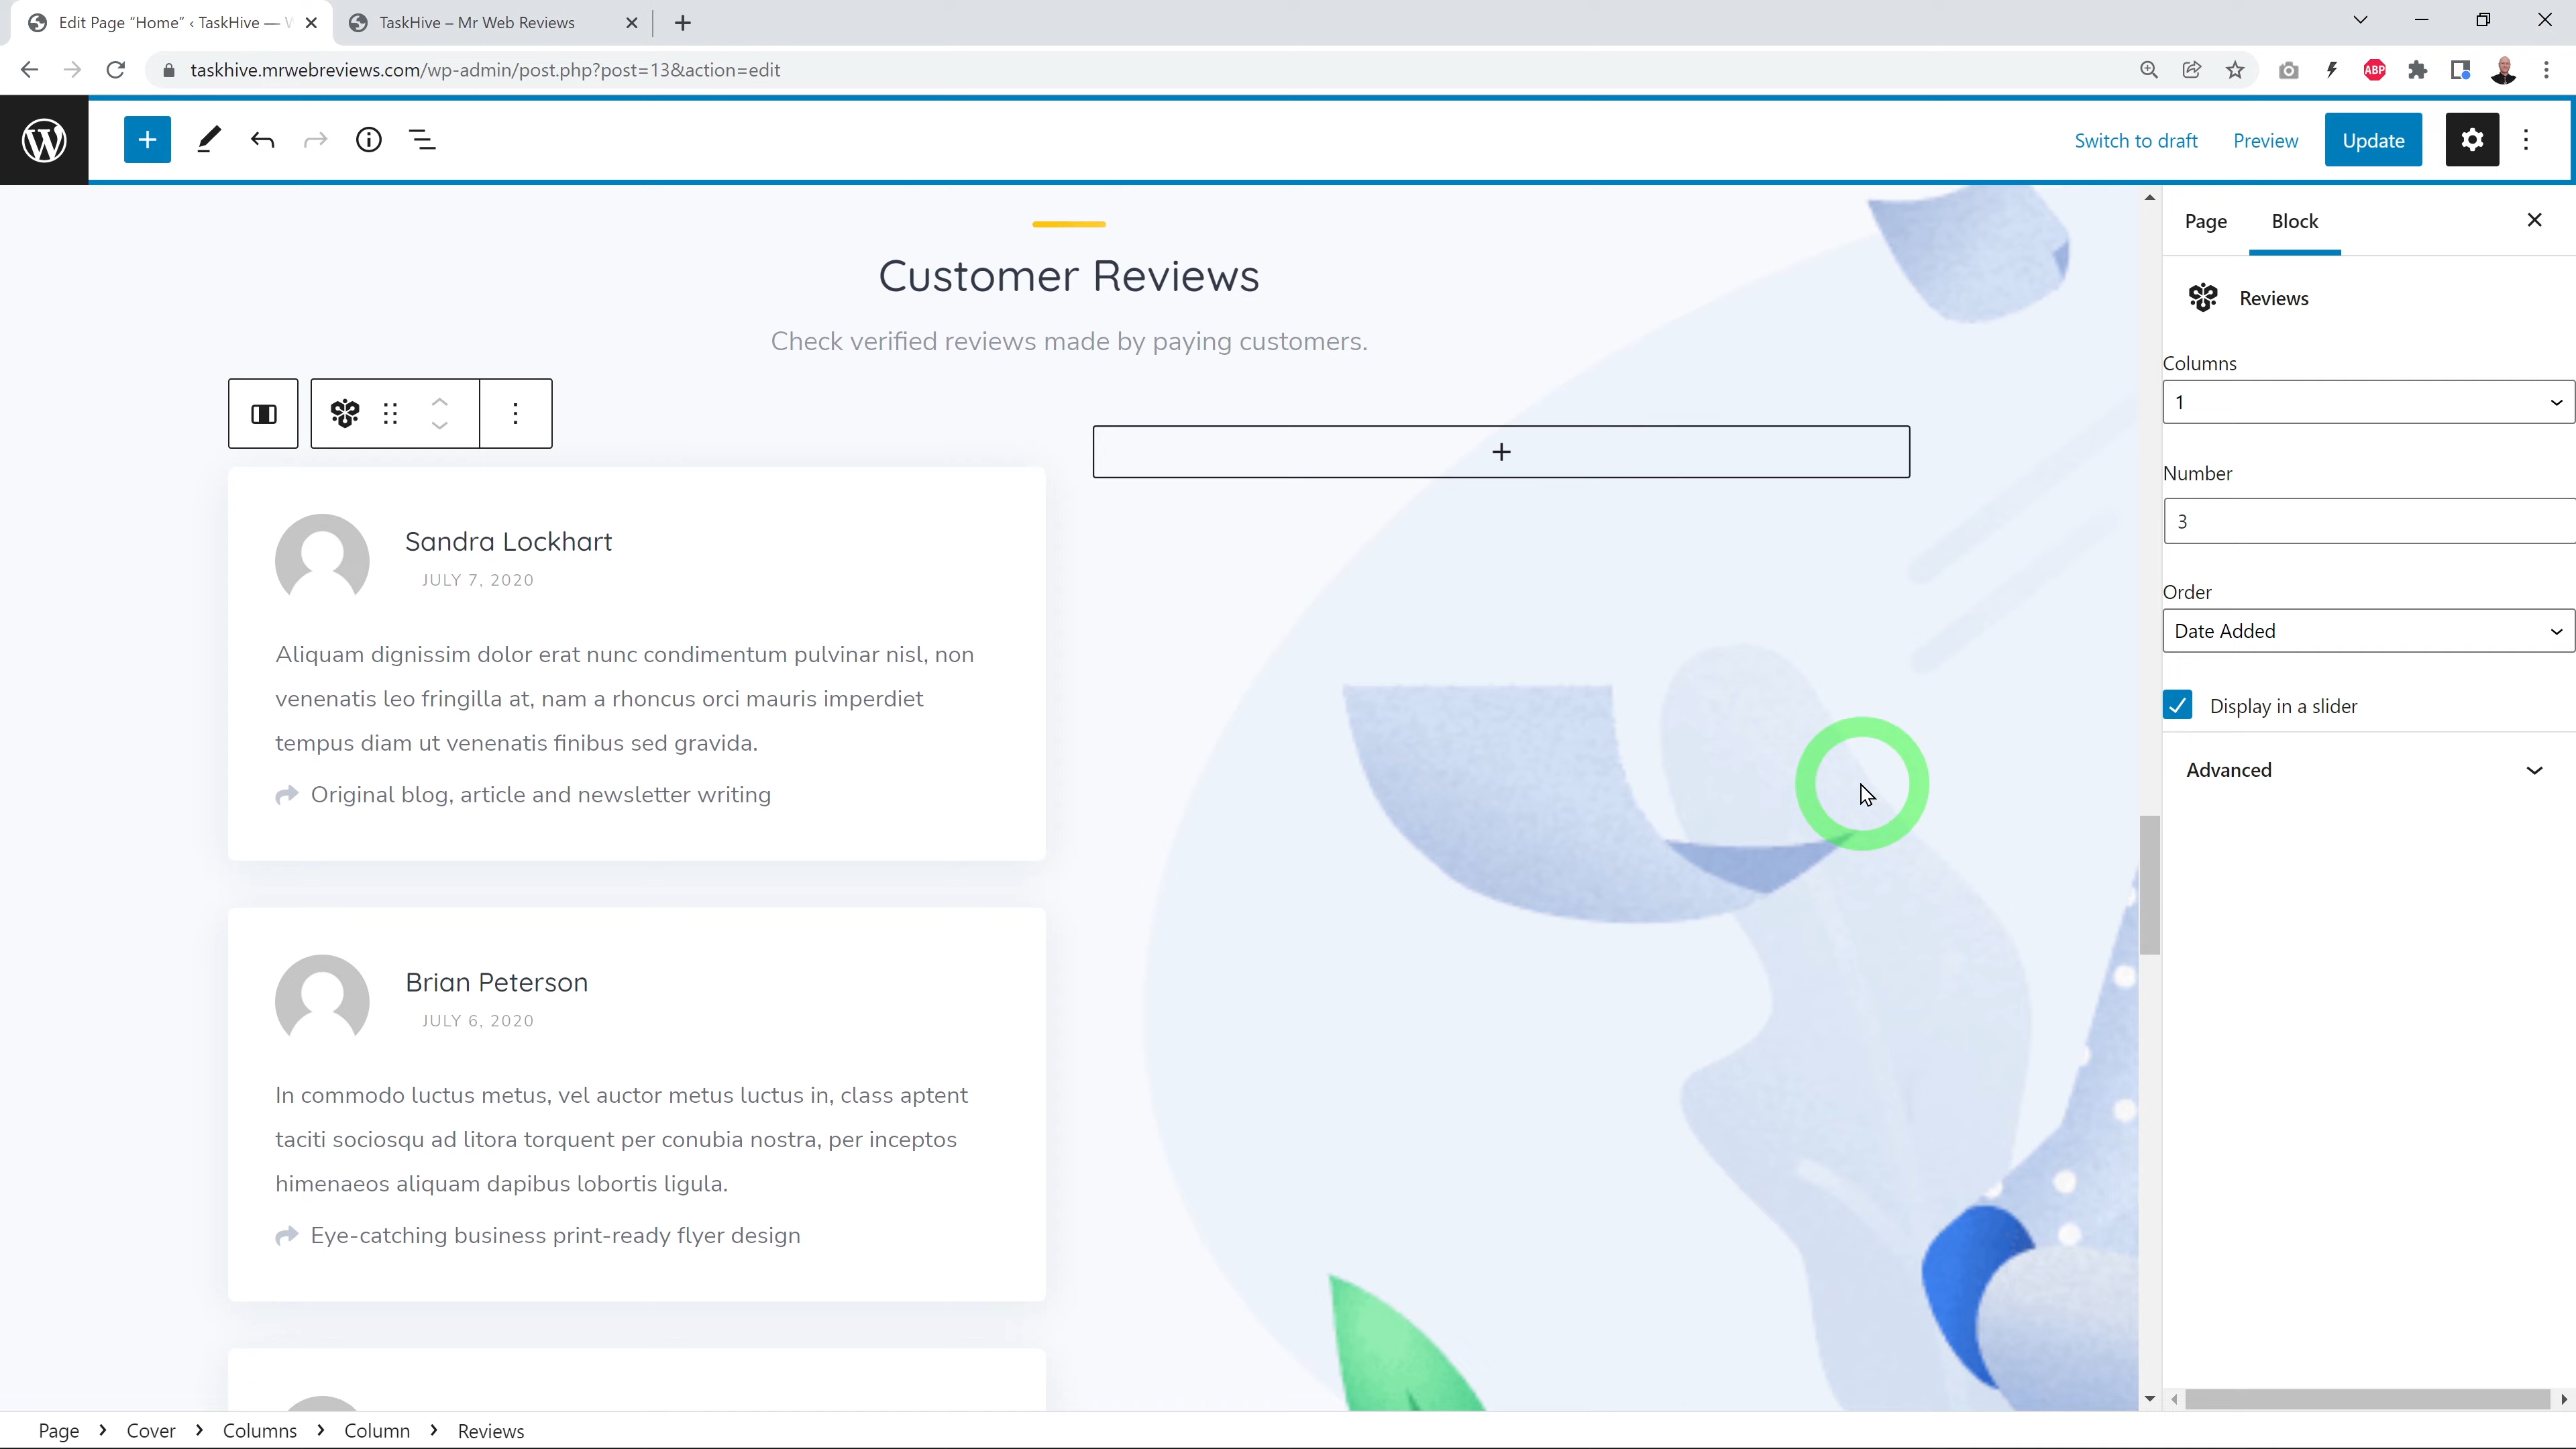 Edit Page “Home” ‹ TaskHive —
TaskHive – Mr Web Reviews
taskhive.mrwebreviews.com/wp-admin/post.php?post=13&action=edit
ABP
Switch to draft
Preview
Update
Page
Block
Customer Reviews
Check verified reviews made by paying customers.
Sandra Lockhart
JULY 7, 2020
Aliquam dignissim dolor erat nunc condimentum pulvinar nisl, non
venenatis leo fringilla at, nam a rhoncus orci mauris imperdiet
tempus diam ut venenatis finibus sed gravida.
Original blog, article and newsletter writing
Brian Peterson
JULY 6, 2020
In commodo luctus metus, vel auctor metus luctus in, class aptent
taciti sociosqu ad litora torquent per conubia nostra, per inceptos
himenaeos aliquam dapibus lobortis ligula.
Eye-catching business print-ready flyer design
Reviews
Columns
1
Number
3
Order
Date Added
Display in a slider
Advanced
Page › Cover › Columns › Column › Reviews